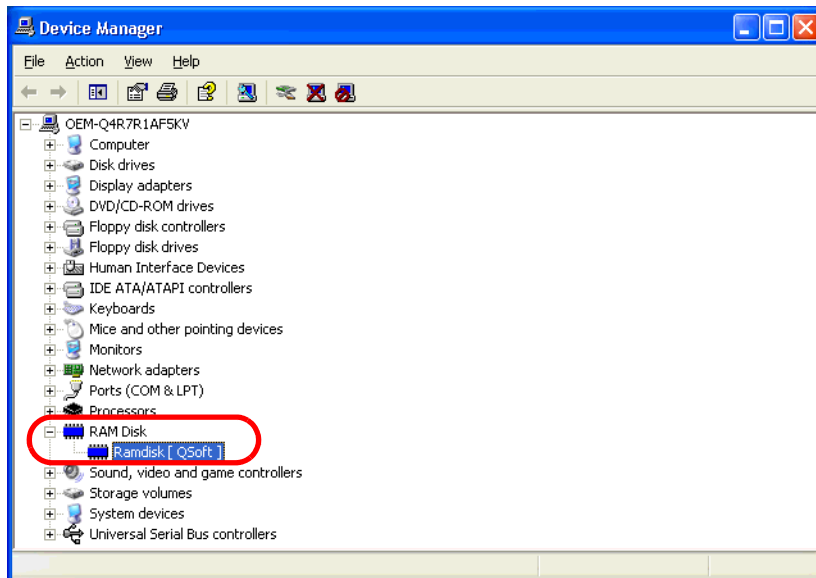 Device Manager
File Action View Help
OEM-Q4R7R1AF5KV
Computer
Disk drives
Display adapters
DVD/CD-ROM drives
Floppy disk controllers
Floppy disk drives
Human Interface Devices
IDE ATA/ATAPI controllers
Keyboards
Mice and other pointing devices
Monitors
Network adapters
Ports (COM & LPT)
Processors
RAM Disk
Ramdisk [ QSoft ]
Sound, video and game controllers
Storage volumes
System devices
Universal Serial Bus controllers